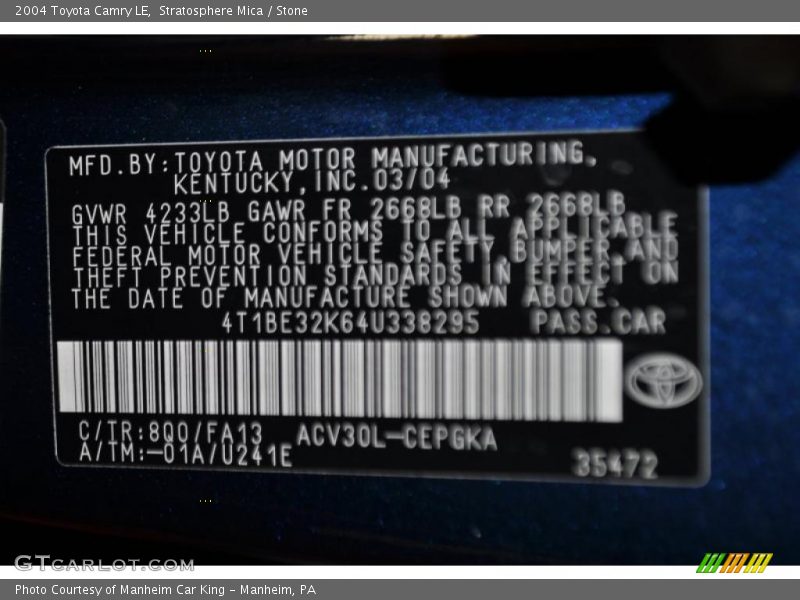 2004 Toyota Camry LE, Stratosphere Mica / Stone
MFD.BY:TOYOTA MOTOR MANUFACTURING,
KENTUCKY,INC.03/04
GVWR 4233LB GAWR FR 2668LB RR 2668LB
THIS VEHICLE CONFORMS TO ALL APPLICABLE
FEDERAL MOTOR VEHICLE SAFETY,BUMPER,AND
THEFT PREVENTION STANDARDS IN EFFECT ON
THE DATE OF MANUFACTURE SHOWN ABOVE.
4T1BE32K64U338295 PASS.CAR
C/TR:8Q0/FA13 ACV30L-CEPGKA
A/TM:-01A/U241E
35472
GTCARLOT.COM
Photo Courtesy of Manheim Car King - Manheim, PA